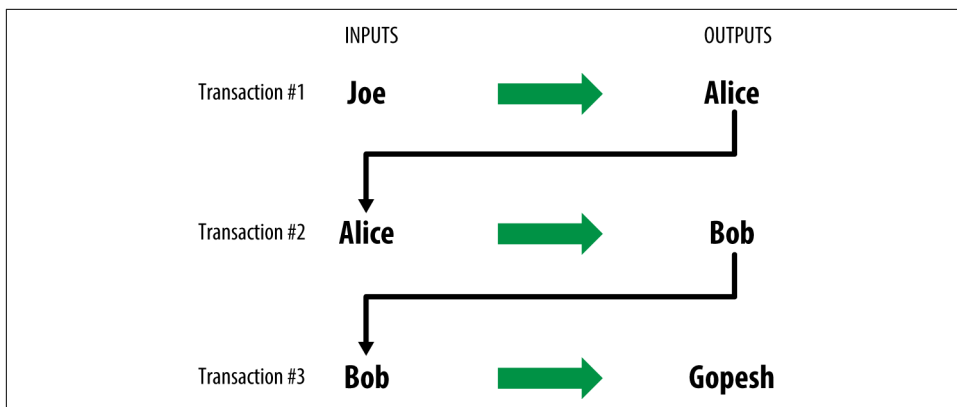 INPUTS OUTPUTS
Transaction #1 Joe Alice
Transaction #2 Alice Bob
Transaction #3 Bob Gopesh